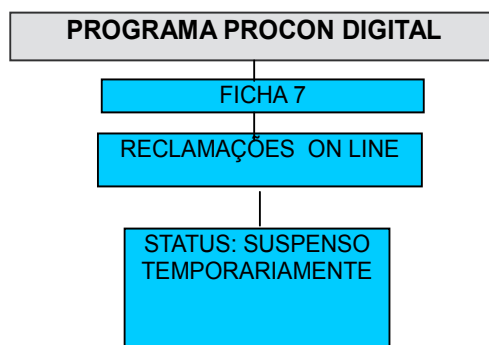 PROGRAMA PROCON DIGITAL
FICHA 7
RECLAMAÇÕES ON LINE
STATUS: SUSPENSO
TEMPORARIAMENTE